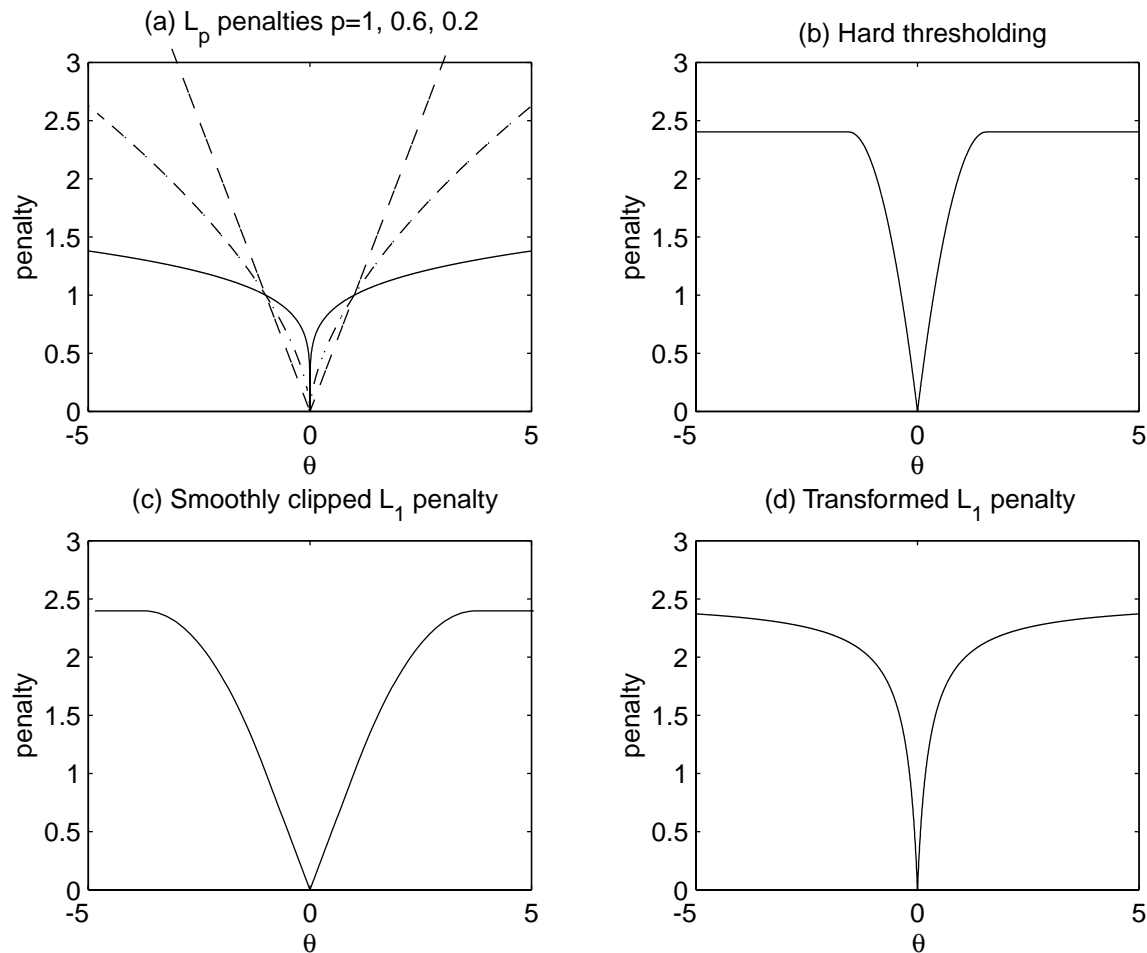 (a) L_p penalties p=1, 0.6, 0.2
3
2.5
2
1.5
1
0.5
0
penalty
-5 0 5
θ
(b) Hard thresholding
3
2.5
2
1.5
1
0.5
0
penalty
-5 0 5
θ
(c) Smoothly clipped L_1 penalty
3
2.5
2
1.5
1
0.5
0
penalty
-5 0 5
θ
(d) Transformed L_1 penalty
3
2.5
2
1.5
1
0.5
0
penalty
-5 0 5
θ